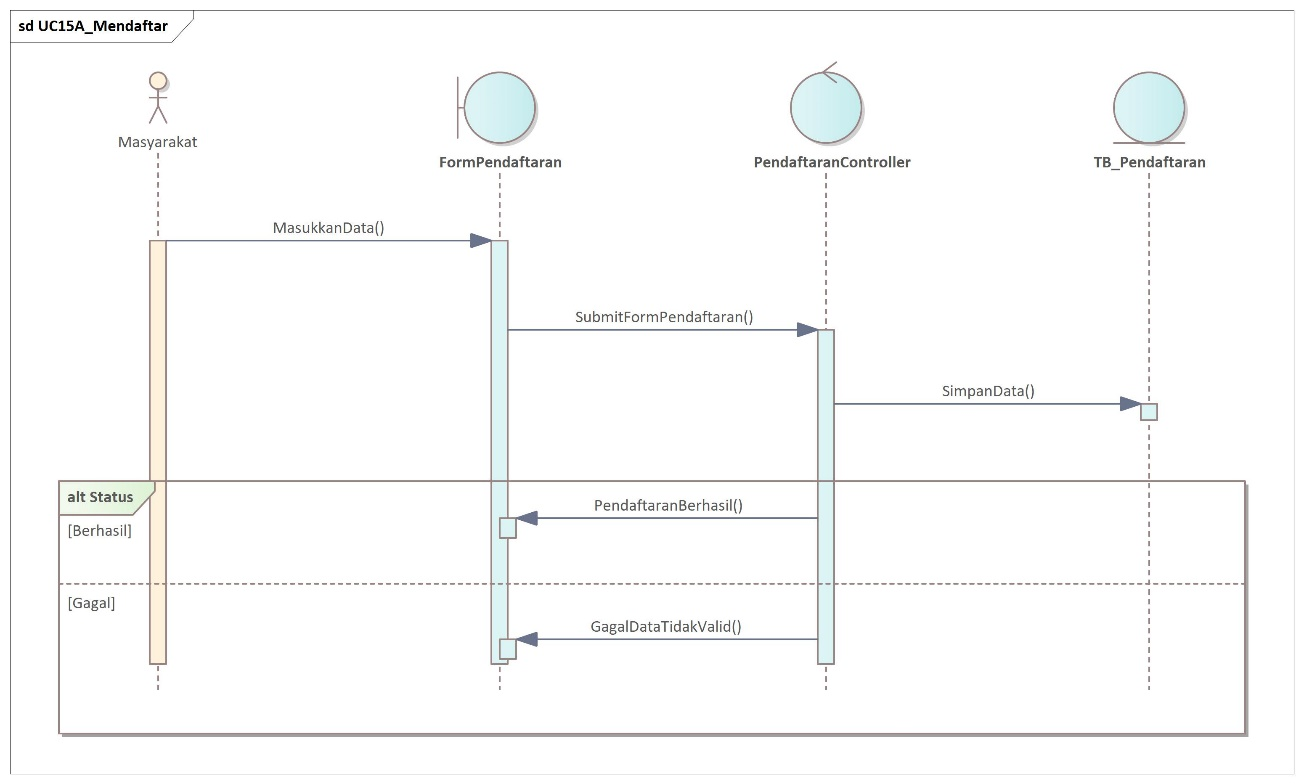 sd UC15A_Mendaftar
Masyarakat
FormPendaftaran
PendaftaranController
TB_Pendaftaran
MasukkanData()
SubmitFormPendaftaran()
SimpanData()
alt Status
PendaftaranBerhasil()
[Berhasil]
[Gagal]
GagalDataTidakValid()